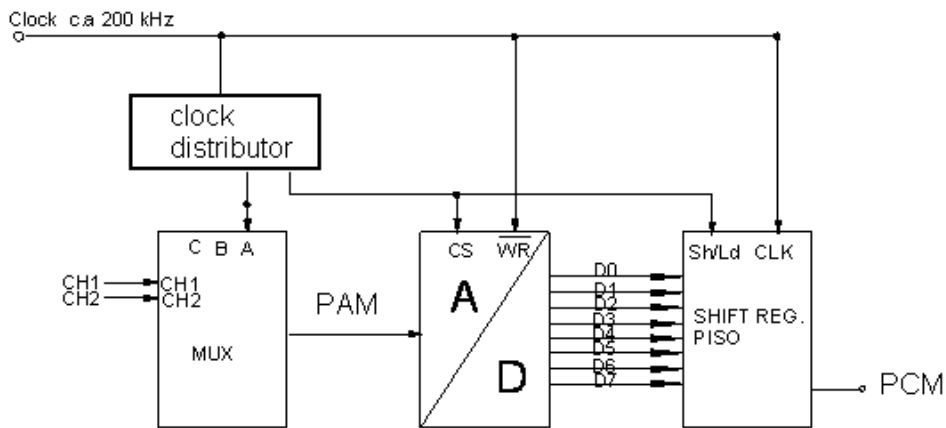 Clock c.a 200 kHz
clock
distributor
C B A
CS WR
Sh/Ld CLK
CH1
CH2
CH1
CH2
MUX
PAM
A
D
D0
D1
D2
D3
D4
D5
D6
D7
SHIFT REG.
PISO
PCM